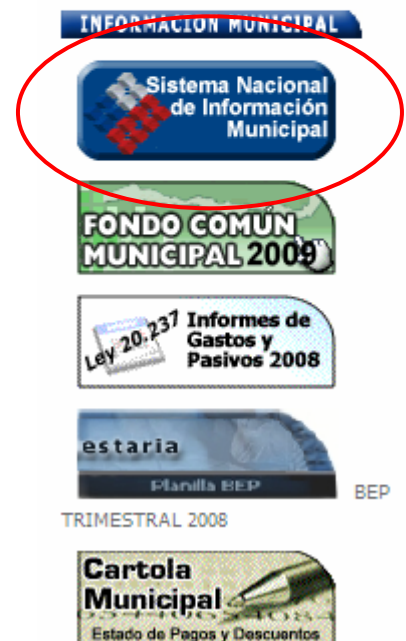 INFORMACION MUNICIPAL
Sistema Nacional
de Información
Municipal
FONDO COMÚN
MUNICIPAL 2009
Ley 20.237
Informes de
Gastos y
Pasivos 2008
estaria
Planilla BEP
BEP
TRIMESTRAL 2008
Cartola
Municipal
Estado de Pagos y Descuentos